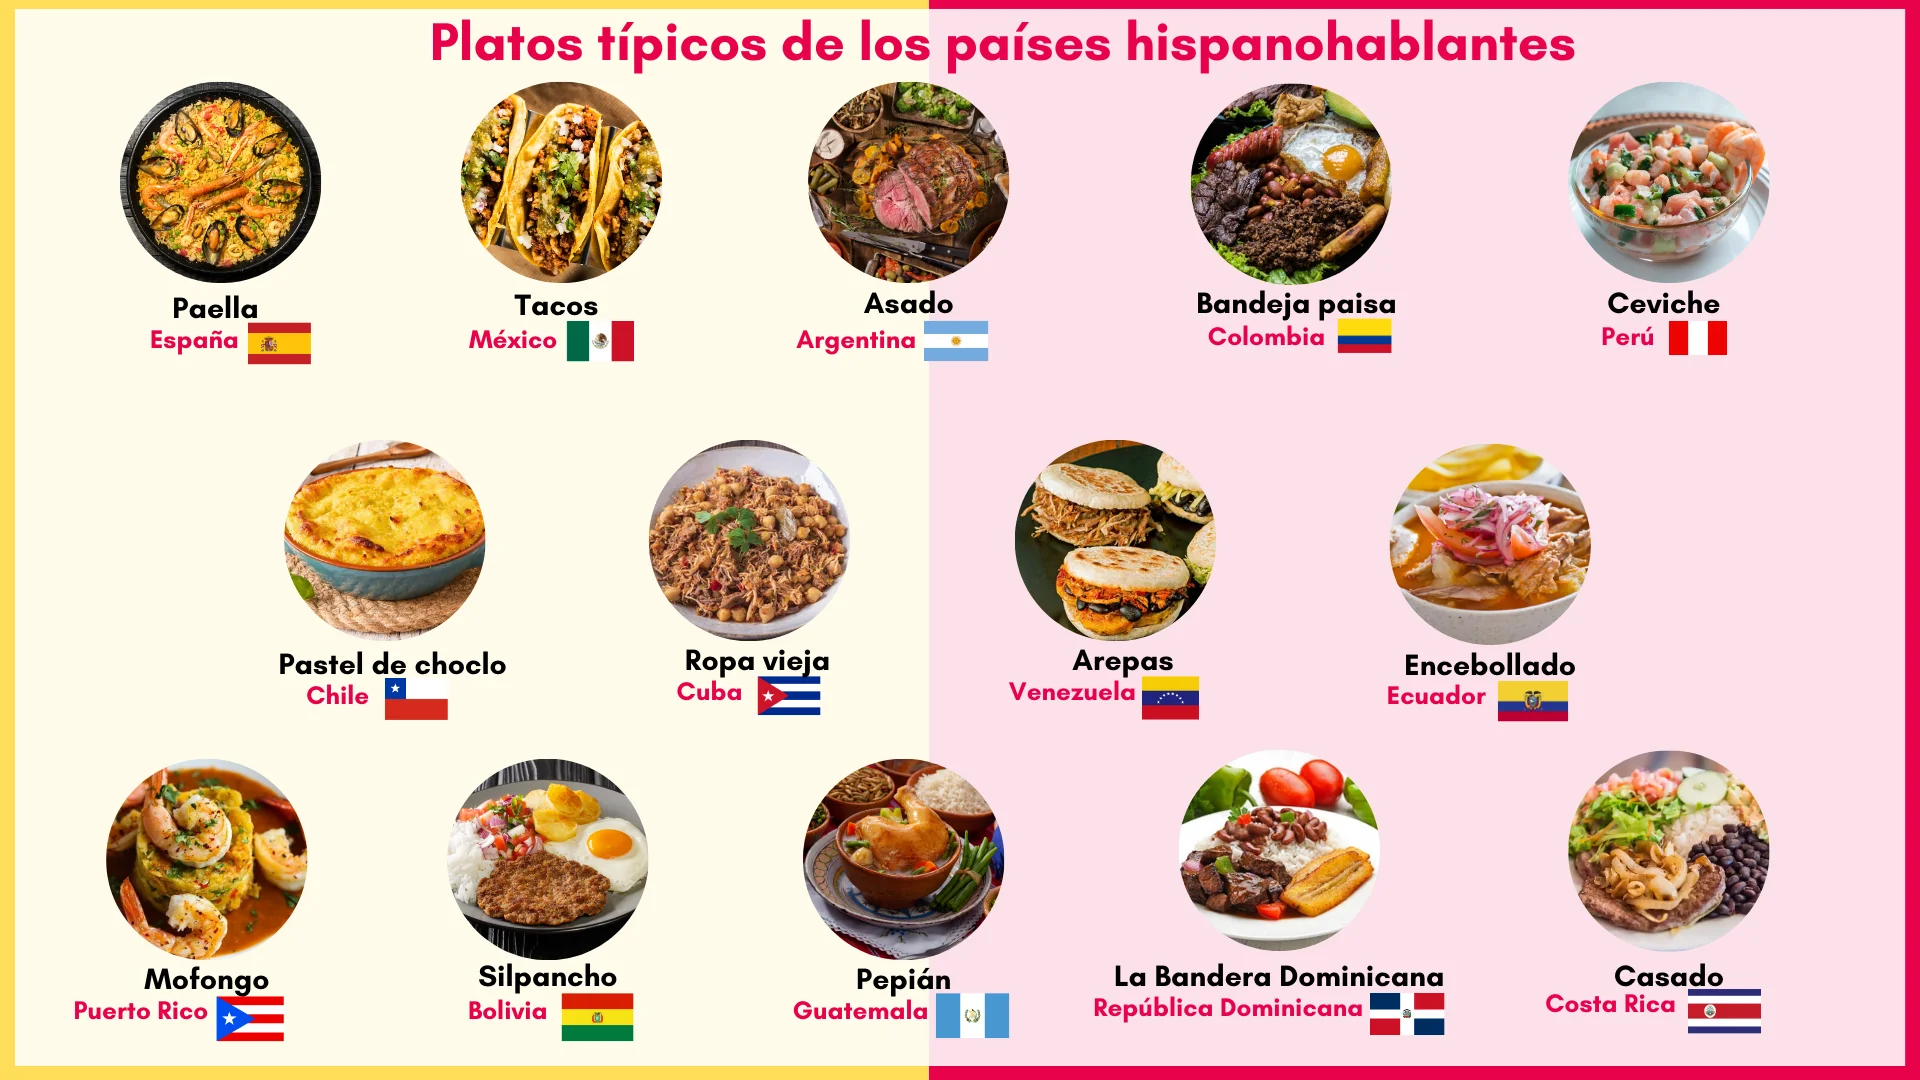 Platos típicos de los países hispanohablantes
Paella
España
Tacos
México
Asado
Argentina
Bandeja paisa
Colombia
Ceviche
Perú
Pastel de choclo
Chile
Ropa vieja
Cuba
Arepas
Venezuela
Encebollado
Ecuador
Mofongo
Puerto Rico
Silpancho
Bolivia
Pepián
Guatemala
La Bandera Dominicana
República Dominicana
Casado
Costa Rica